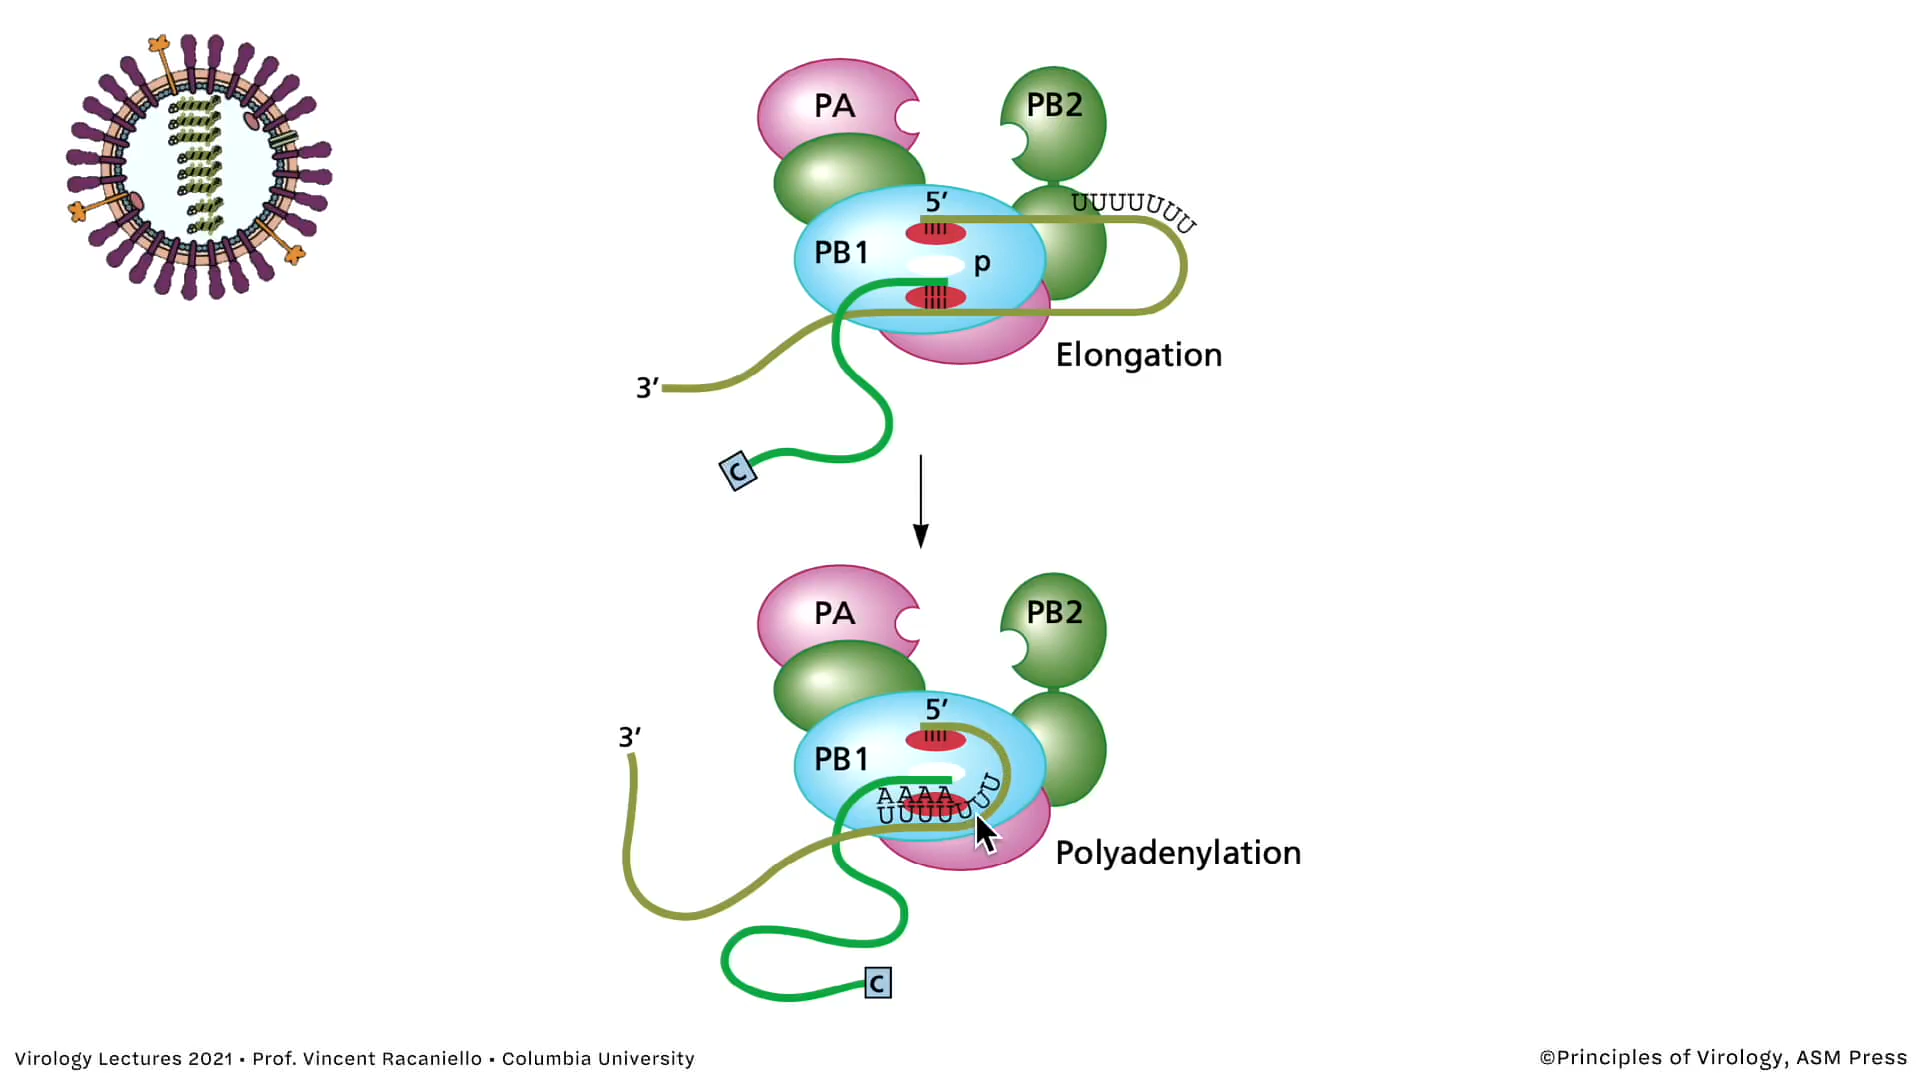 PA
PB2
5′
UUUUUUU
PB1
p
Elongation
3′
C
PA
PB2
5′
3′
PB1
AAAA
UUUUUUUU
Polyadenylation
C
Virology Lectures 2021 • Prof. Vincent Racaniello • Columbia University
©Principles of Virology, ASM Press